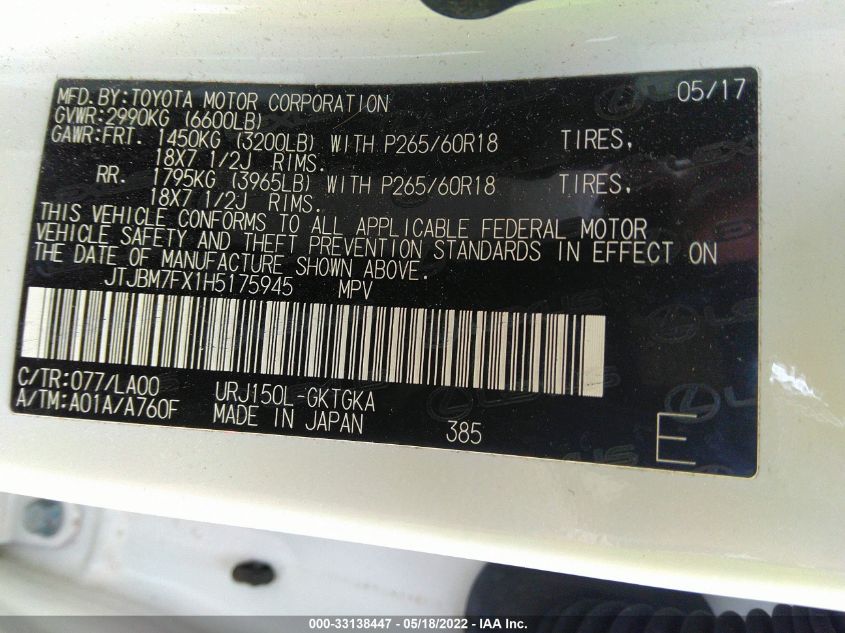 MFD.BY:TOYOTA MOTOR CORPORATION 05/17
GVWR:2990KG (6600LB)
GAWR:FRT. 1450KG (3200LB) WITH P265/60R18 TIRES,
18X7 1/2J RIMS.
RR. 1795KG (3965LB) WITH P265/60R18 TIRES,
18X7 1/2J RIMS.
THIS VEHICLE CONFORMS TO ALL APPLICABLE FEDERAL MOTOR
VEHICLE SAFETY AND THEFT PREVENTION STANDARDS IN EFFECT ON
THE DATE OF MANUFACTURE SHOWN ABOVE.
JTJBM7FX1H5175945 MPV
C/TR:077/LA00 URJ150L-GKTGKA
A/TM:A01A/A760F MADE IN JAPAN 385
E
LEXUS
000-33138447 - 05/18/2022 - IAA Inc.